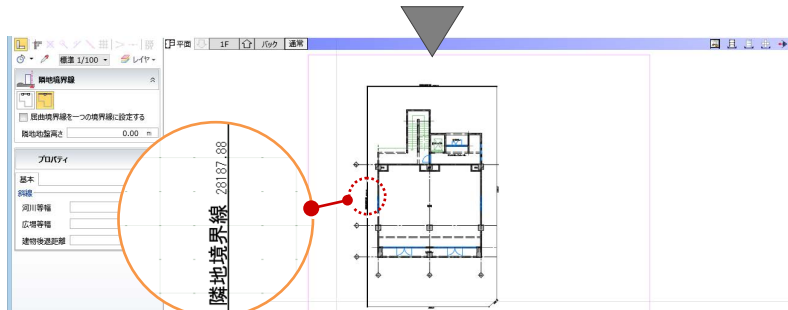 平面 1F バック 通常
標準 1/100 レイヤ
隣地境界線
屈曲境界線を一つの境界線に設定する
隣地地盤高さ 0.00 m
プロパティ
基本
斜線
河川等幅
広場等幅
建物後退距離
隣地境界線 28187.88